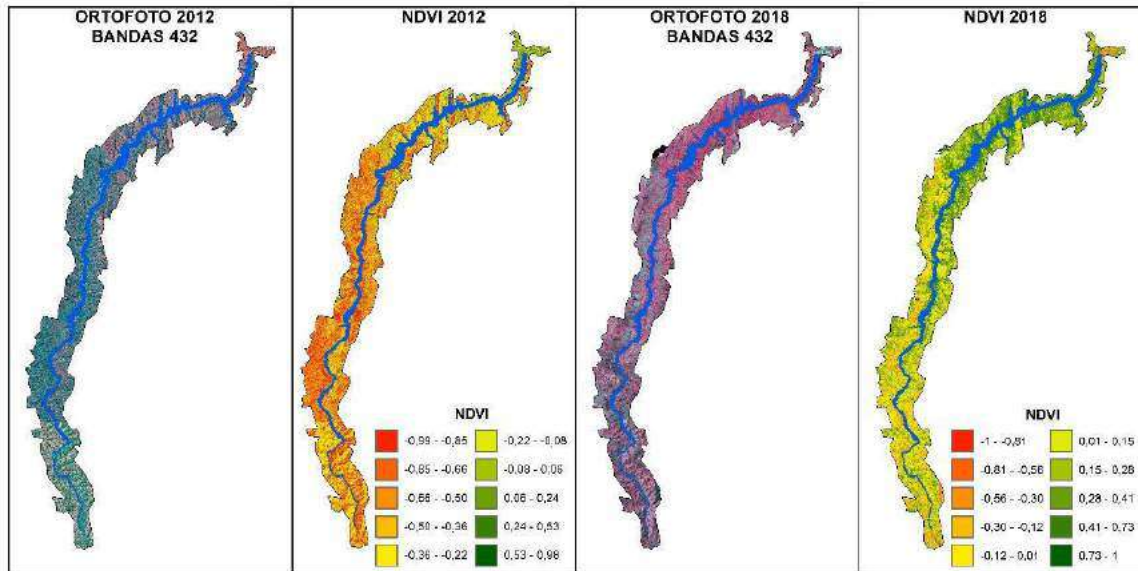 ORTOFOTO 2012
BANDAS 432
NDVI 2012
NDVI
-0,99 - -0,85
-0,85 - -0,66
-0,66 - -0,50
-0,50 - -0,36
-0,36 - -0,22
-0,22 - -0,08
-0,08 - 0,06
0,06 - 0,24
0,24 - 0,53
0,53 - 0,98
ORTOFOTO 2018
BANDAS 432
NDVI 2018
NDVI
-1 - -0,81
-0,81 - -0,56
-0,56 - -0,30
-0,30 - -0,12
-0,12 - 0,01
0,01 - 0,15
0,15 - 0,28
0,28 - 0,41
0,41 - 0,73
0,73 - 1